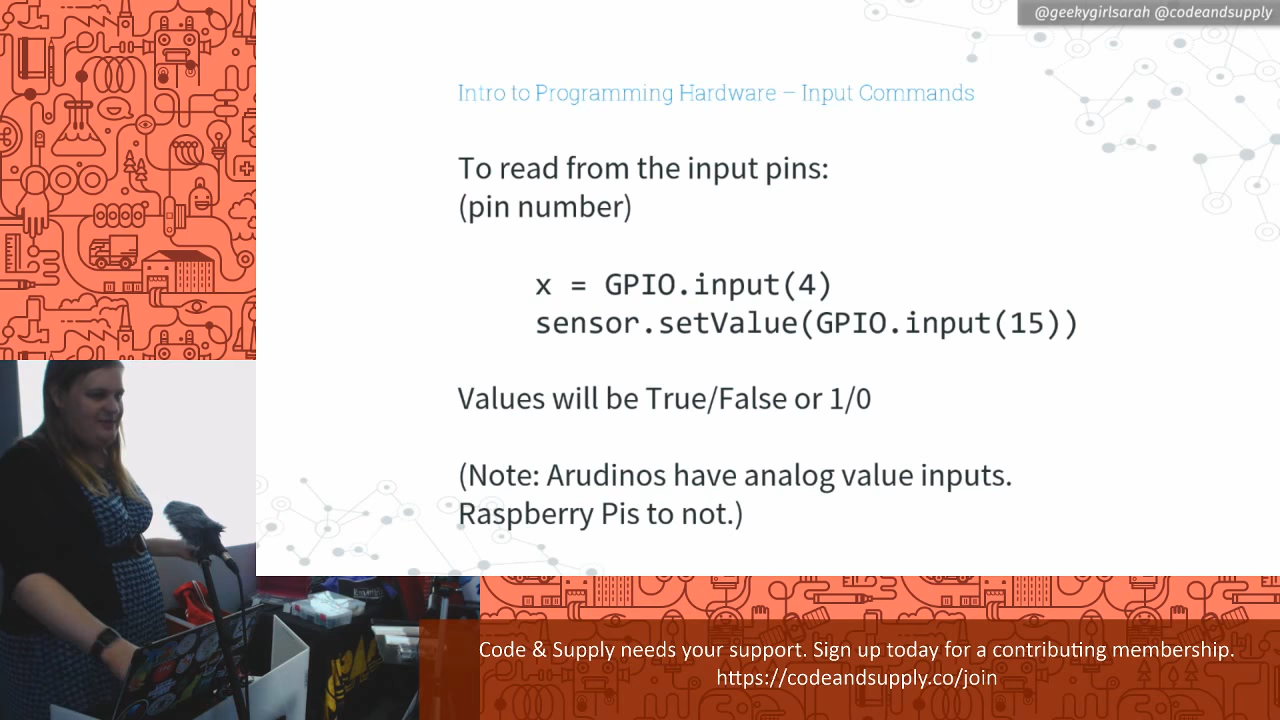 @geekygirlsarah @codeandsupply
Intro to Programming Hardware – Input Commands
To read from the input pins:
(pin number)
x = GPIO.input(4)
sensor.setValue(GPIO.input(15))
Values will be True/False or 1/0
(Note: Arudinos have analog value inputs.
Raspberry Pis to not.)
Code & Supply needs your support. Sign up today for a contributing membership.
https://codeandsupply.co/join